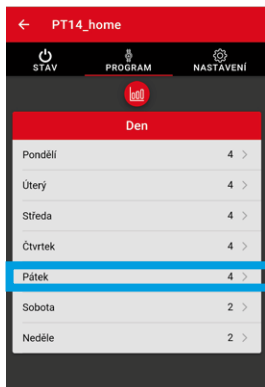 ← PT14_home
STAV PROGRAM NASTAVENÍ
Den
Pondělí 4 >
Úterý 4 >
Středa 4 >
Čtvrtek 4 >
Pátek 4 >
Sobota 2 >
Neděle 2 >